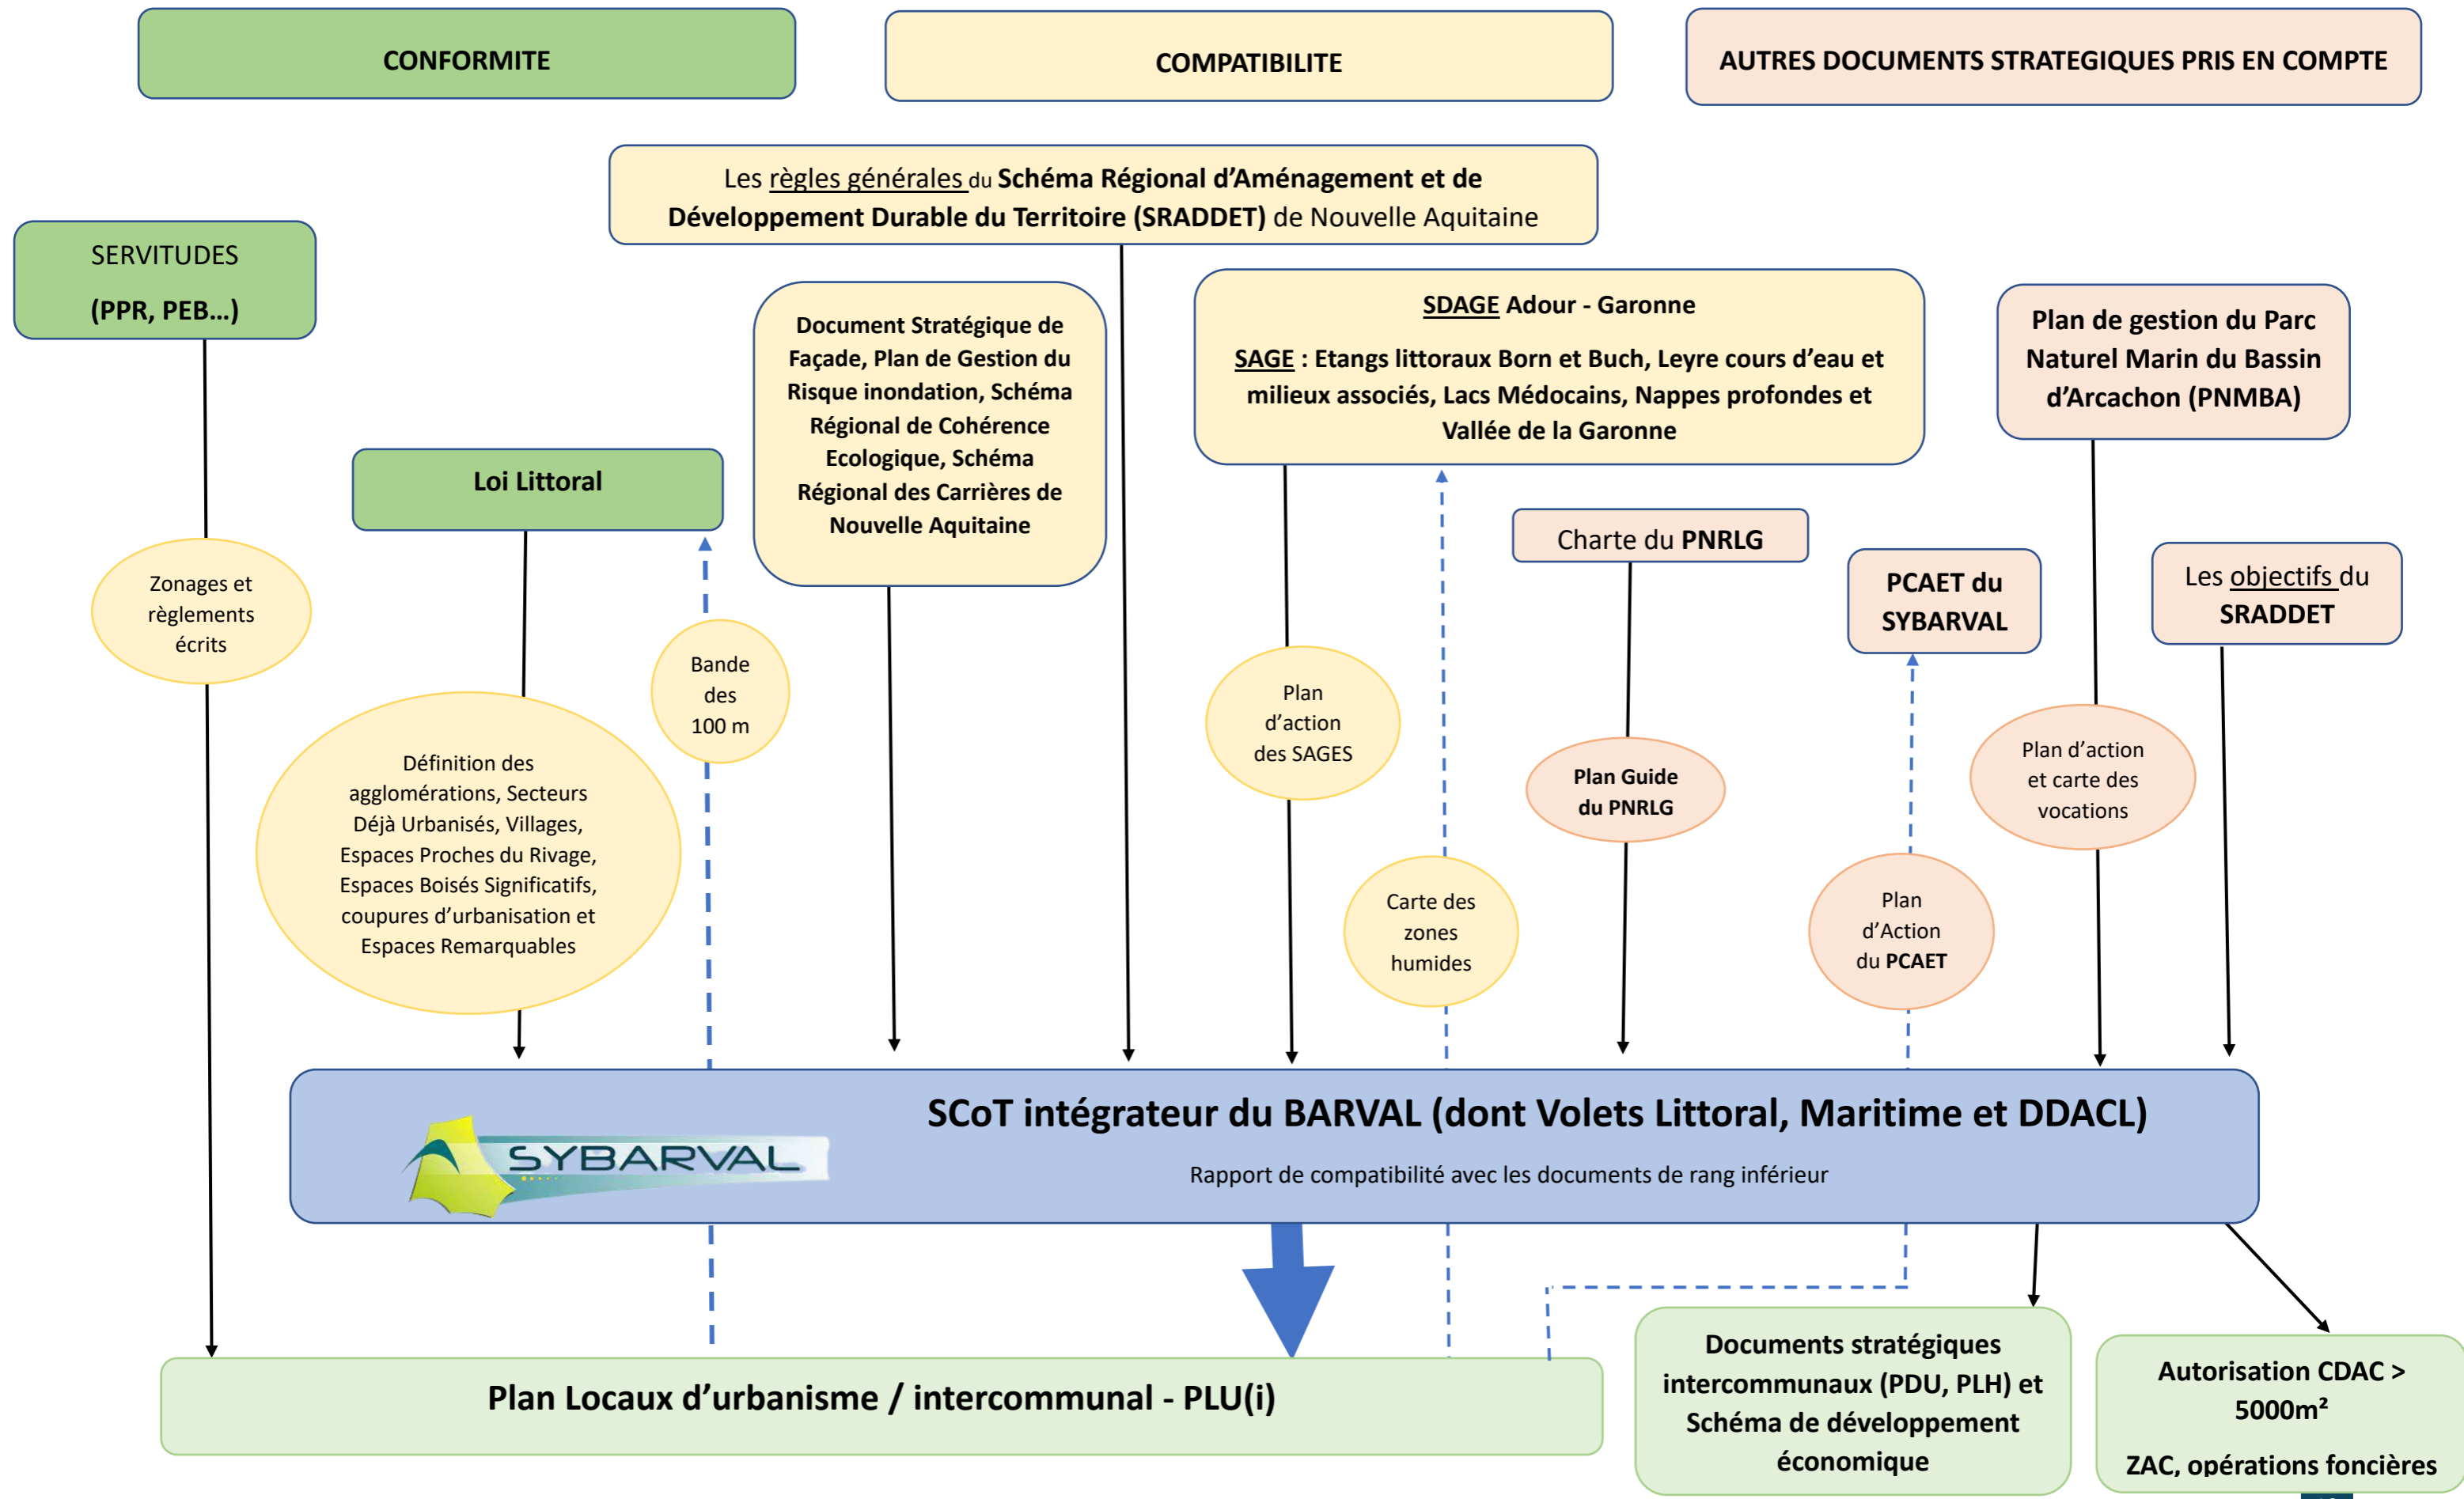 CONFORMITE
COMPATIBILITE
AUTRES DOCUMENTS STRATEGIQUES PRIS EN COMPTE
Les règles générales du Schéma Régional d’Aménagement et de
Développement Durable du Territoire (SRADDET) de Nouvelle Aquitaine
SERVITUDES
(PPR, PEB…)
Document Stratégique de
Façade, Plan de Gestion du
Risque inondation, Schéma
Régional de Cohérence
Ecologique, Schéma
Régional des Carrières de
Nouvelle Aquitaine
SDAGE Adour - Garonne
SAGE : Etangs littoraux Born et Buch, Leyre cours d’eau et
milieux associés, Lacs Médocains, Nappes profondes et
Vallée de la Garonne
Plan de gestion du Parc
Naturel Marin du Bassin
d’Arcachon (PNMBA)
Loi Littoral
Charte du PNRLG
PCAET du
SYBARVAL
Les objectifs du
SRADDET
Zonages et
règlements
écrits
Bande
des
100 m
Définition des
agglomérations, Secteurs
Déjà Urbanisés, Villages,
Espaces Proches du Rivage,
Espaces Boisés Significatifs,
coupures d’urbanisation et
Espaces Remarquables
Plan
d’action
des SAGES
Plan Guide
du PNRLG
Plan d’action
et carte des
vocations
Carte des
zones
humides
Plan
d’Action
du PCAET
SCoT intégrateur du BARVAL (dont Volets Littoral, Maritime et DDACL)
SYBARVAL
Rapport de compatibilité avec les documents de rang inférieur
Plan Locaux d’urbanisme / intercommunal - PLU(i)
Documents stratégiques
intercommunaux (PDU, PLH) et
Schéma de développement
économique
Autorisation CDAC >
5000m²
ZAC, opérations foncières